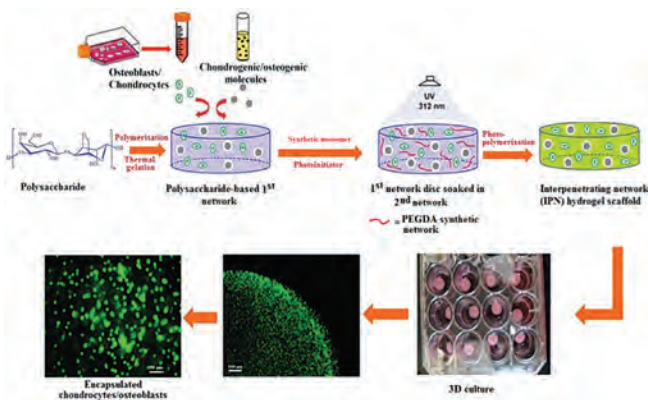 Osteoblasts/
Chondrocytes
Chondrogenic/osteogenic
molecules
UV
312 nm
Polymerization
Thermal
gelation
Synthetic monomer
Photoinitiator
Photo-
polymerization
Polysaccharide
Polysaccharide-based 1st
network
1st network disc soaked in
2nd network
= PEGDA synthetic
network
Interpenetrating network
(IPN) hydrogel scaffold
Encapsulated
chondrocytes/osteoblasts
3D culture